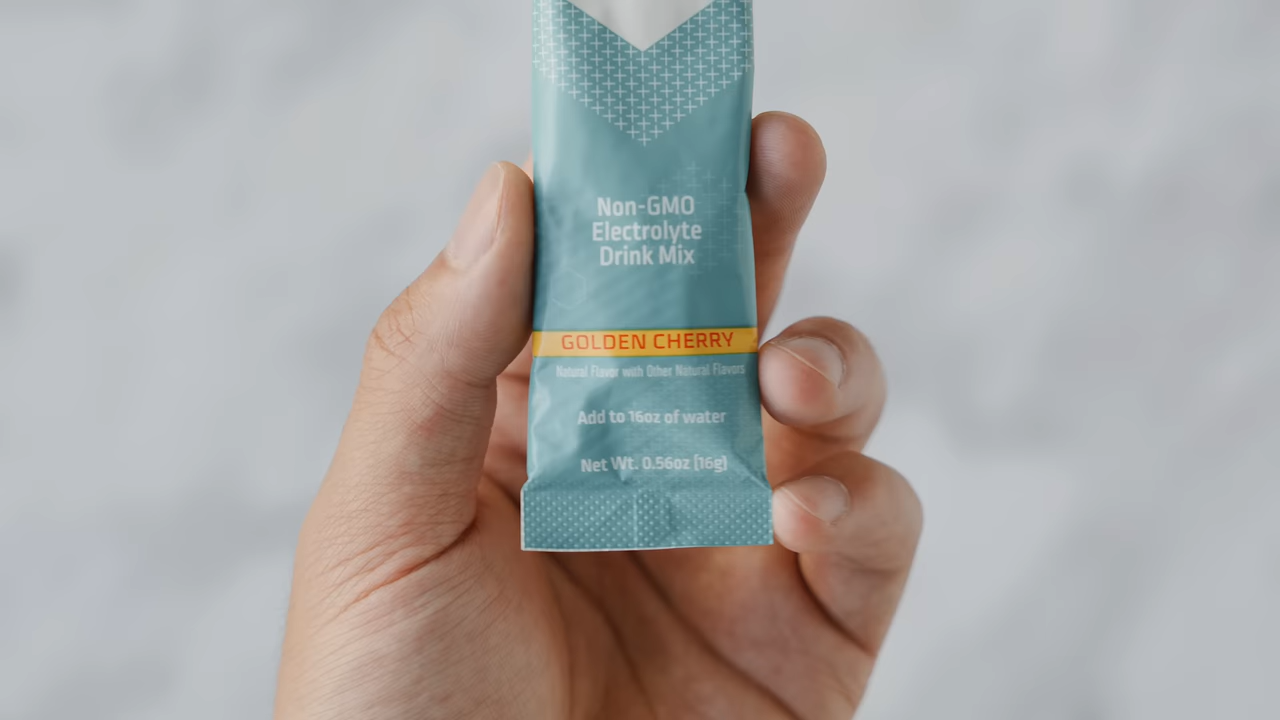 Non-GMO
Electrolyte
Drink Mix
GOLDEN CHERRY
Natural Flavor with Other Natural Flavors
Add to 16oz of water
Net Wt. 0.56oz (16g)